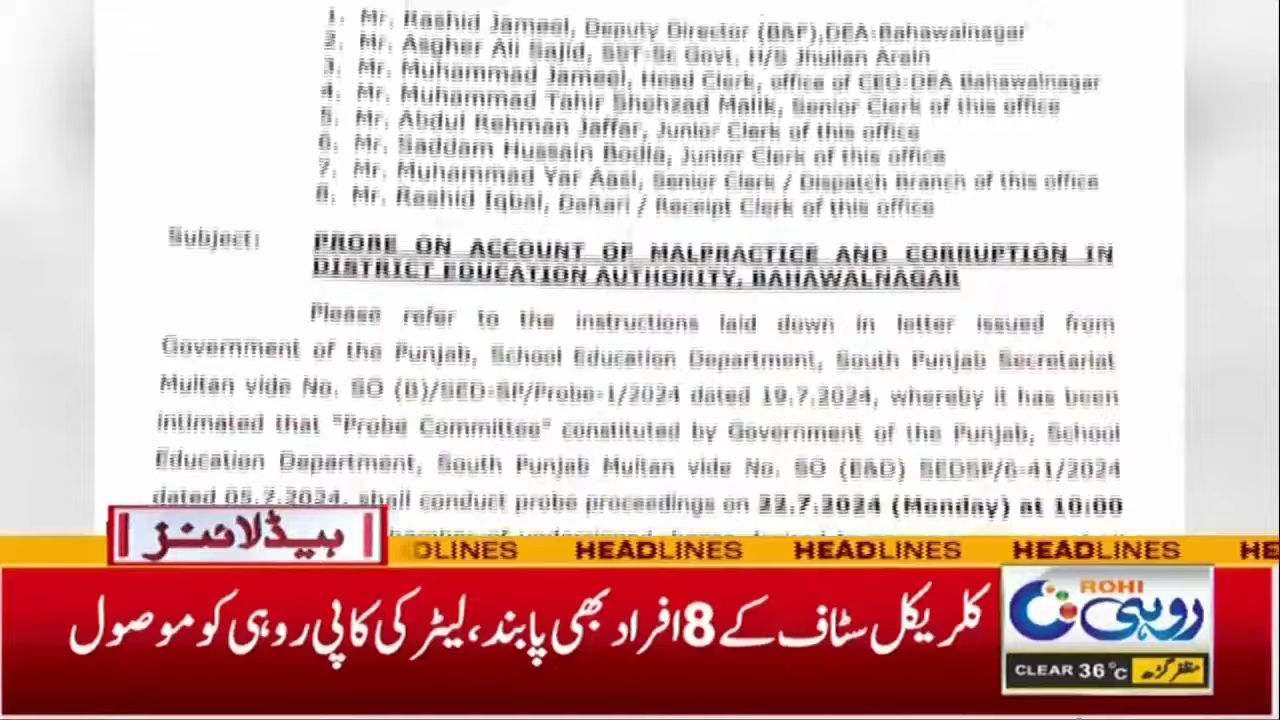 1. Mr. Rashid Jameel, Deputy Director (B&F),DEA-Bahawalnagar
2. Mr. Asgher Ali Sajid, SST-Sc Govt, H/S Jhullan Arain
3. Mr. Muhammad Jameel, Head Clerk, office of CEO-DEA Bahawalnagar
4. Mr. Muhammad Tahir Shehzad Malik, Senior Clerk of this office
5. Mr. Abdul Rehman Jaffar, Junior Clerk of this office
6. Mr. Saddam Hussain Bodla, Junior Clerk of this office
7. Mr. Muhammad Yar Aasi, Senior Clerk / Dispatch Branch of this office
8. Mr. Rashid Iqbal, Daftari / Receipt Clerk of this office
Subject: PROBE ON ACCOUNT OF MALPRACTICE AND CORRUPTION IN
DISTRICT EDUCATION AUTHORITY, BAHAWALNAGAR
Please refer to the instructions laid down in letter issued from
Government of the Punjab, School Education Department, South Punjab Secretariat
Multan vide No. SO (B)/SED-SP/Probe-1/2024 dated 19.7.2024, whereby it has been
intimated that "Probe Committee" constituted by Government of the Punjab, School
Education Department, South Punjab Multan vide No. SO (E&D) SEDSP/6-41/2024
dated 05.7.2024, shall conduct probe proceedings on 22.7.2024 (Monday) at 10:00
ہیڈلائنز
DLINES HEADLINES HEADLINES HEADLINES HE
کلریکل سٹاف کے 8 افراد بھی پابند، لیٹر کی کاپی روہی کو موصول
ROHI
روہی
CLEAR 36°C مظفرگڑھ